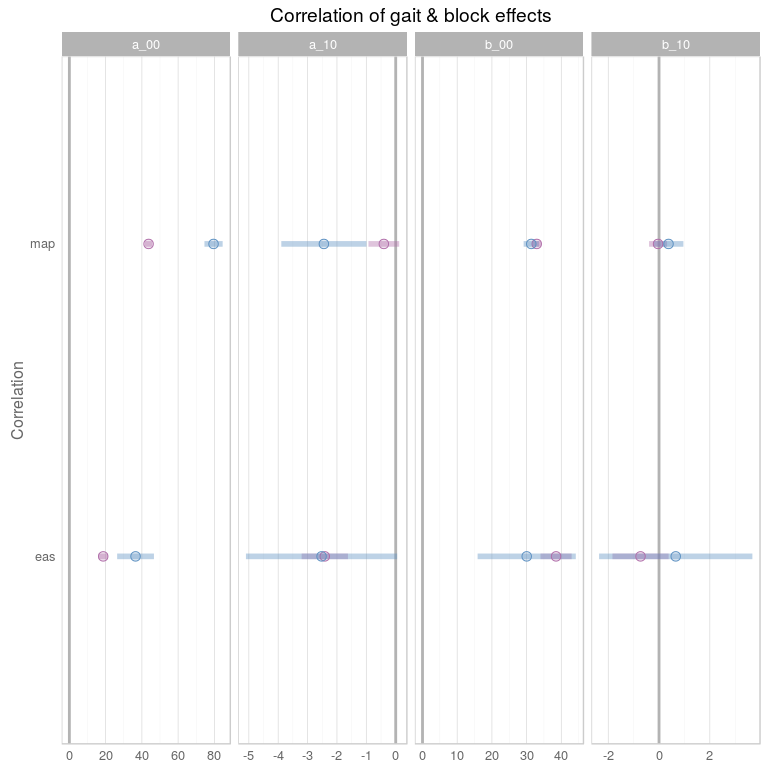 Correlation of gait & block effects
a_00 a_10 b_00 b_10
map
Correlation
eas
0 20 40 60 80 -5 -4 -3 -2 -1 0 0 10 20 30 40 -2 0 2